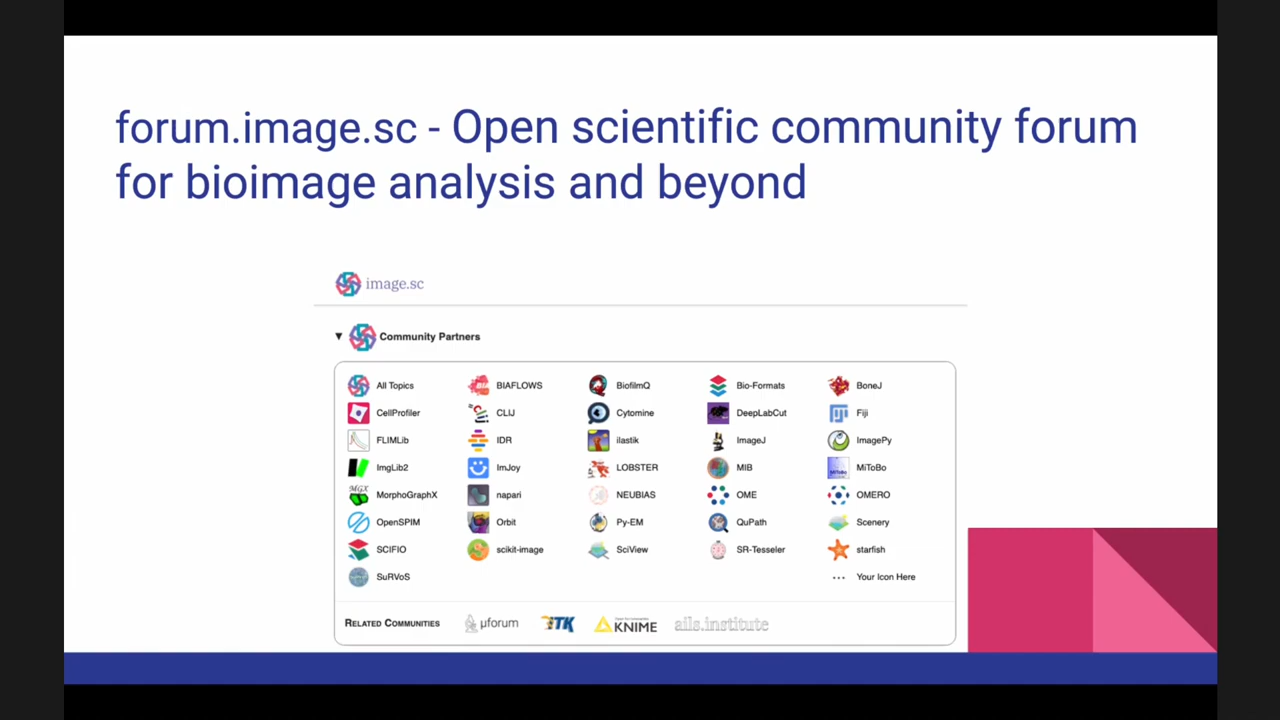 forum.image.sc - Open scientific community forum
for bioimage analysis and beyond
image.sc
▼ Community Partners
All Topics BIAFLOWS BiofilmQ Bio-Formats BoneJ
CellProfiler CLIJ Cytomine DeepLabCut Fiji
FLIMLib IDR ilastik ImageJ ImagePy
ImgLib2 ImJoy LOBSTER MIB MiToBo
MorphoGraphX napari NEUBIAS OME OMERO
OpenSPIM Orbit Py-EM QuPath Scenery
SCIFIO scikit-image SciView SR-Tesseler starfish
SuRVoS ··· Your Icon Here
RELATED COMMUNITIES µforum ITK KNIME ails.institute